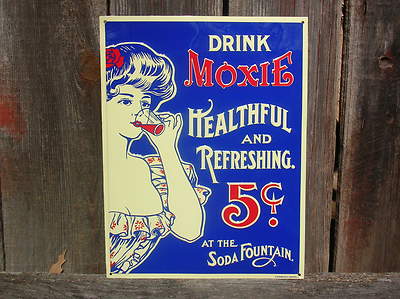 DRINK
MOXIE
HEALTHFUL
AND
REFRESHING.
5¢.
AT THE
SODA FOUNTAIN.